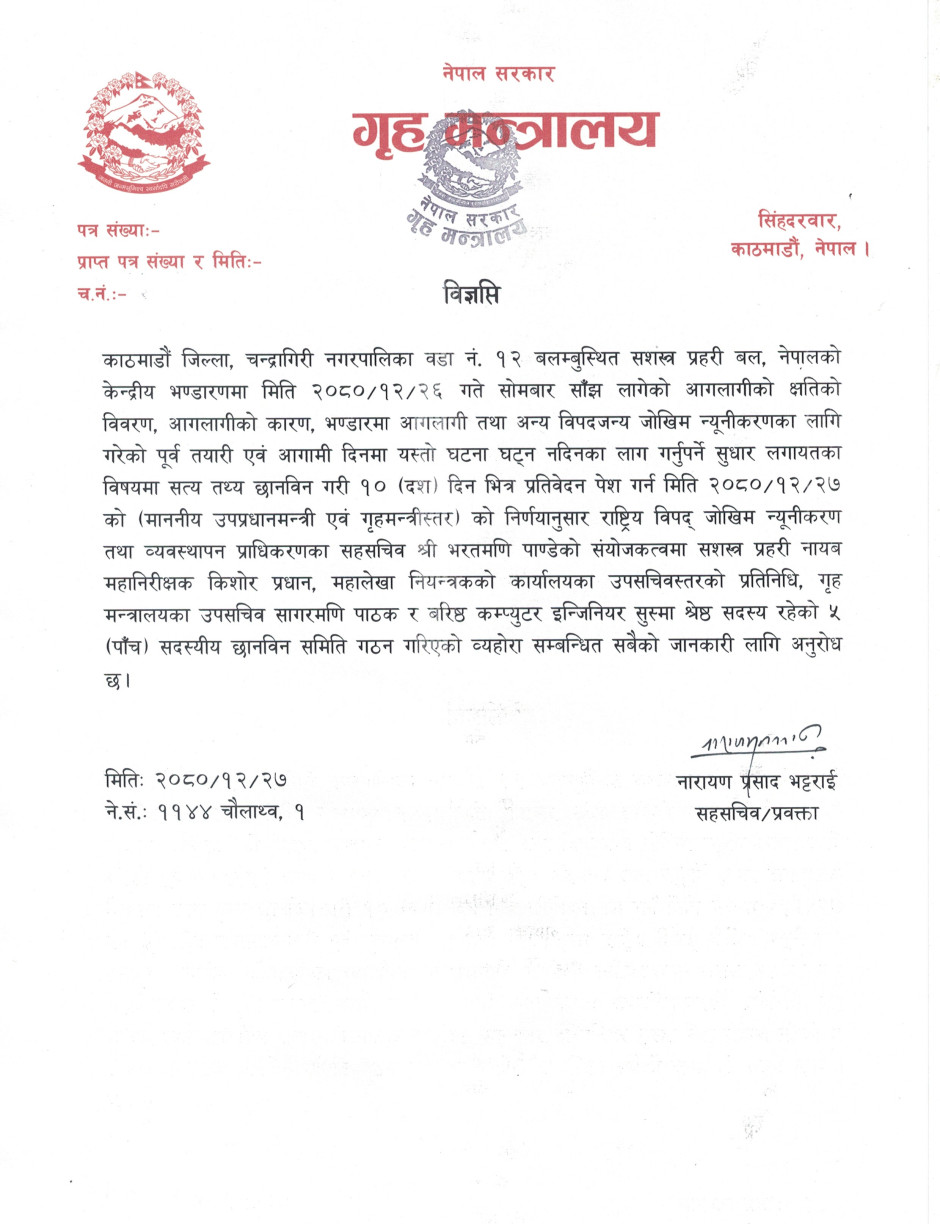 नेपाल सरकार
गृह मन्त्रालय
नेपाल सरकार
गृह मन्त्रालय
पत्र संख्याः-
प्राप्त पत्र संख्या र मितिः-
च.नं.:-
सिंहदरवार,
काठमाडौं, नेपाल ।
विज्ञप्ति
काठमाडौं जिल्ला, चन्द्रागिरी नगरपालिका वडा नं. १२ बलम्बुस्थित सशस्त्र प्रहरी बल, नेपालको
केन्द्रीय भण्डारणमा मिति २०८०/१२/२६ गते सोमबार साँझ लागेको आगलागीको क्षतिको
विवरण, आगलागीको कारण, भण्डारमा आगलागी तथा अन्य विपदजन्य जोखिम न्यूनीकरणका लागि
गरेको पूर्व तयारी एवं आगामी दिनमा यस्तो घटना घट्न नदिनका लाग गर्नुपर्ने सुधार लगायतका
विषयमा सत्य तथ्य छानविन गरी १० (दश) दिन भित्र प्रतिवेदन पेश गर्न मिति २०८०/१२/२७
को (माननीय उपप्रधानमन्त्री एवं गृहमन्त्रीस्तर) को निर्णयानुसार राष्ट्रिय विपद् जोखिम न्यूनीकरण
तथा व्यवस्थापन प्राधिकरणका सहसचिव श्री भरतमणि पाण्डेको संयोजकत्वमा सशस्त्र प्रहरी नायब
महानिरीक्षक किशोर प्रधान, महालेखा नियन्त्रकको कार्यालयका उपसचिवस्तरको प्रतिनिधि, गृह
मन्त्रालयका उपसचिव सागरमणि पाठक र बरिष्ठ कम्प्युटर इन्जिनियर सुस्मा श्रेष्ठ सदस्य रहेको ५
(पाँच) सदस्यीय छानविन समिति गठन गरिएको व्यहोरा सम्बन्धित सबैको जानकारी लागि अनुरोध
छ।
मितिः २०८०/१२/२७
ने.सं.: ११४४ चौलाथ्व, १
नारायण प्रसाद भट्टराई
सहसचिव/प्रवक्ता